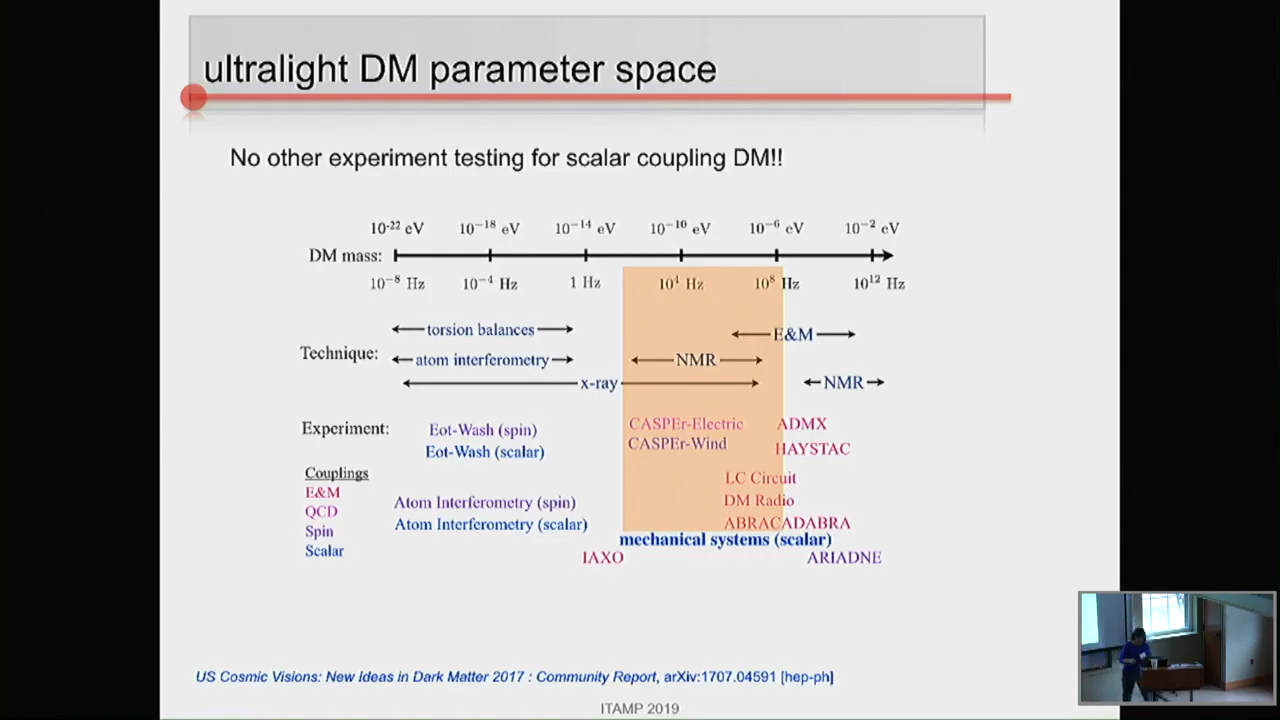 ultralight DM parameter space
No other experiment testing for scalar coupling DM!!
10⁻²² eV 10⁻¹⁸ eV 10⁻¹⁴ eV 10⁻¹⁰ eV 10⁻⁶ eV 10⁻² eV
DM mass:
10⁻⁸ Hz 10⁻⁴ Hz 1 Hz 10⁴ Hz 10⁸ Hz 10¹² Hz
torsion balances E&M
Technique: atom interferometry NMR
x-ray NMR
Experiment: Eot-Wash (spin) CASPEr-Electric ADMX
Eot-Wash (scalar) CASPEr-Wind HAYSTAC
Couplings LC Circuit
E&M Atom Interferometry (spin) DM Radio
QCD Atom Interferometry (scalar) ABRACADABRA
Spin mechanical systems (scalar)
Scalar IAXO ARIADNE
US Cosmic Visions: New Ideas in Dark Matter 2017 : Community Report, arXiv:1707.04591 [hep-ph]
ITAMP 2019